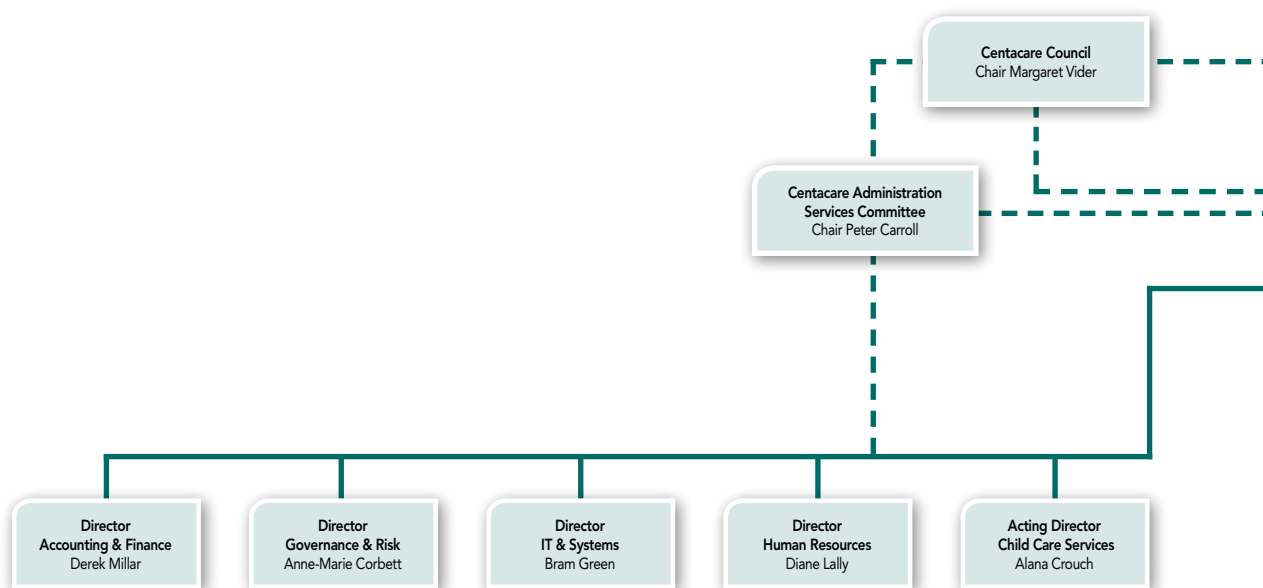 Centacare Council
Chair Margaret Vider
Centacare Administration
Services Committee
Chair Peter Carroll
Director
Accounting & Finance
Derek Millar
Director
Governance & Risk
Anne-Marie Corbett
Director
IT & Systems
Bram Green
Director
Human Resources
Diane Lally
Acting Director
Child Care Services
Alana Crouch